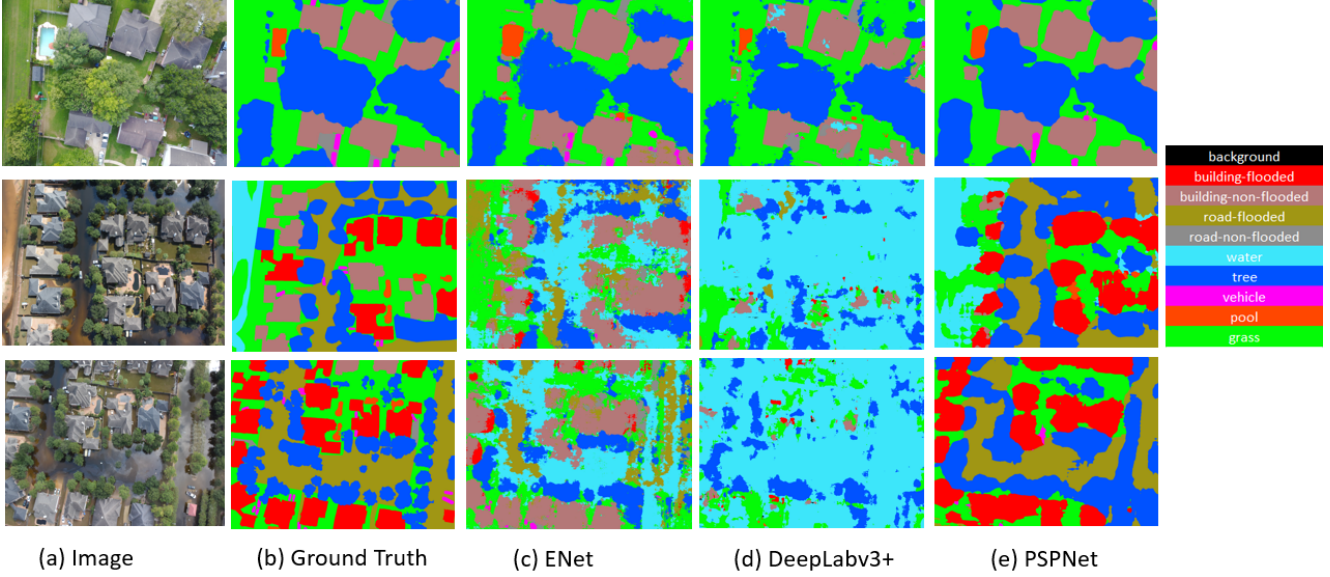 background
building-flooded
building-non-flooded
road-flooded
road-non-flooded
water
tree
vehicle
pool
grass
(a) Image
(b) Ground Truth
(c) ENet
(d) DeepLabv3+
(e) PSPNet